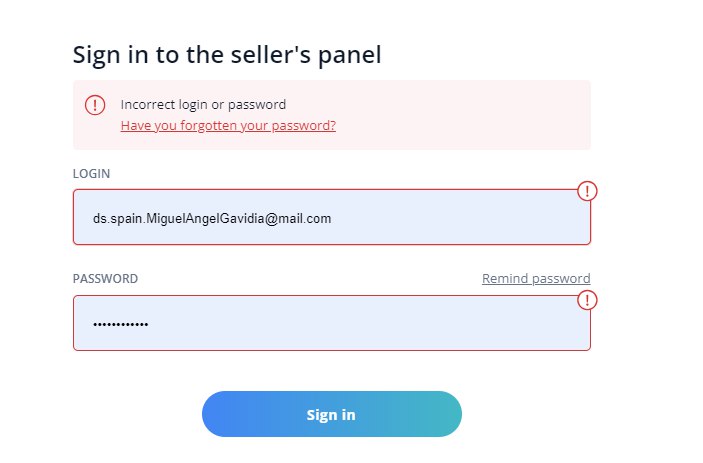 Sign in to the seller's panel
Incorrect login or password
Have you forgotten your password?
LOGIN
ds.spain.MiguelAngelGavidia@mail.com
PASSWORD Remind password
••••••••••••
Sign in